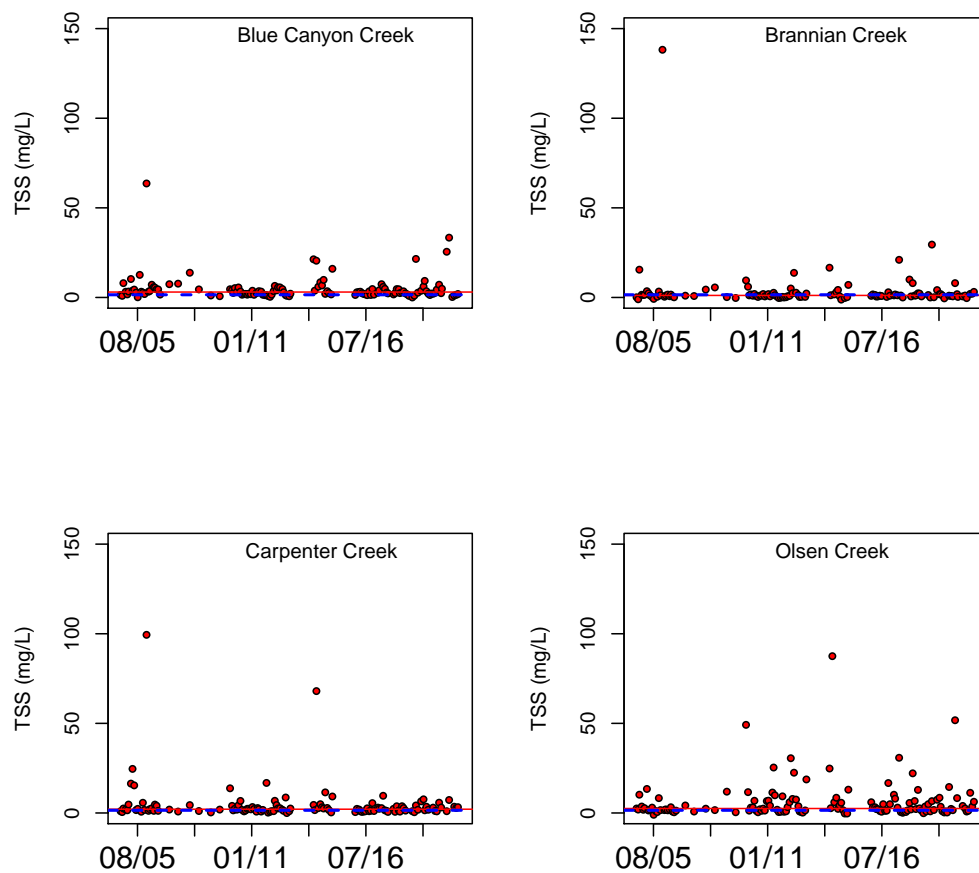 Blue Canyon Creek
TSS (mg/L)
150
100
50
0
08/05 01/11 07/16
Brannian Creek
TSS (mg/L)
150
100
50
0
08/05 01/11 07/16
Carpenter Creek
TSS (mg/L)
150
100
50
0
08/05 01/11 07/16
Olsen Creek
TSS (mg/L)
150
100
50
0
08/05 01/11 07/16